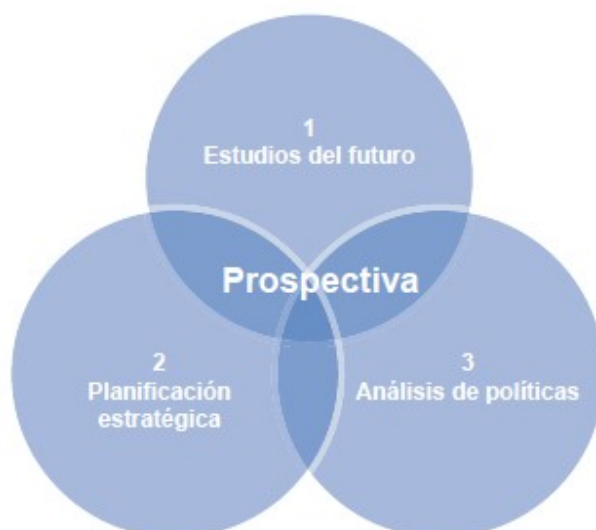 1
Estudios del futuro
Prospectiva
2
Planificación
estratégica
3
Análisis de políticas